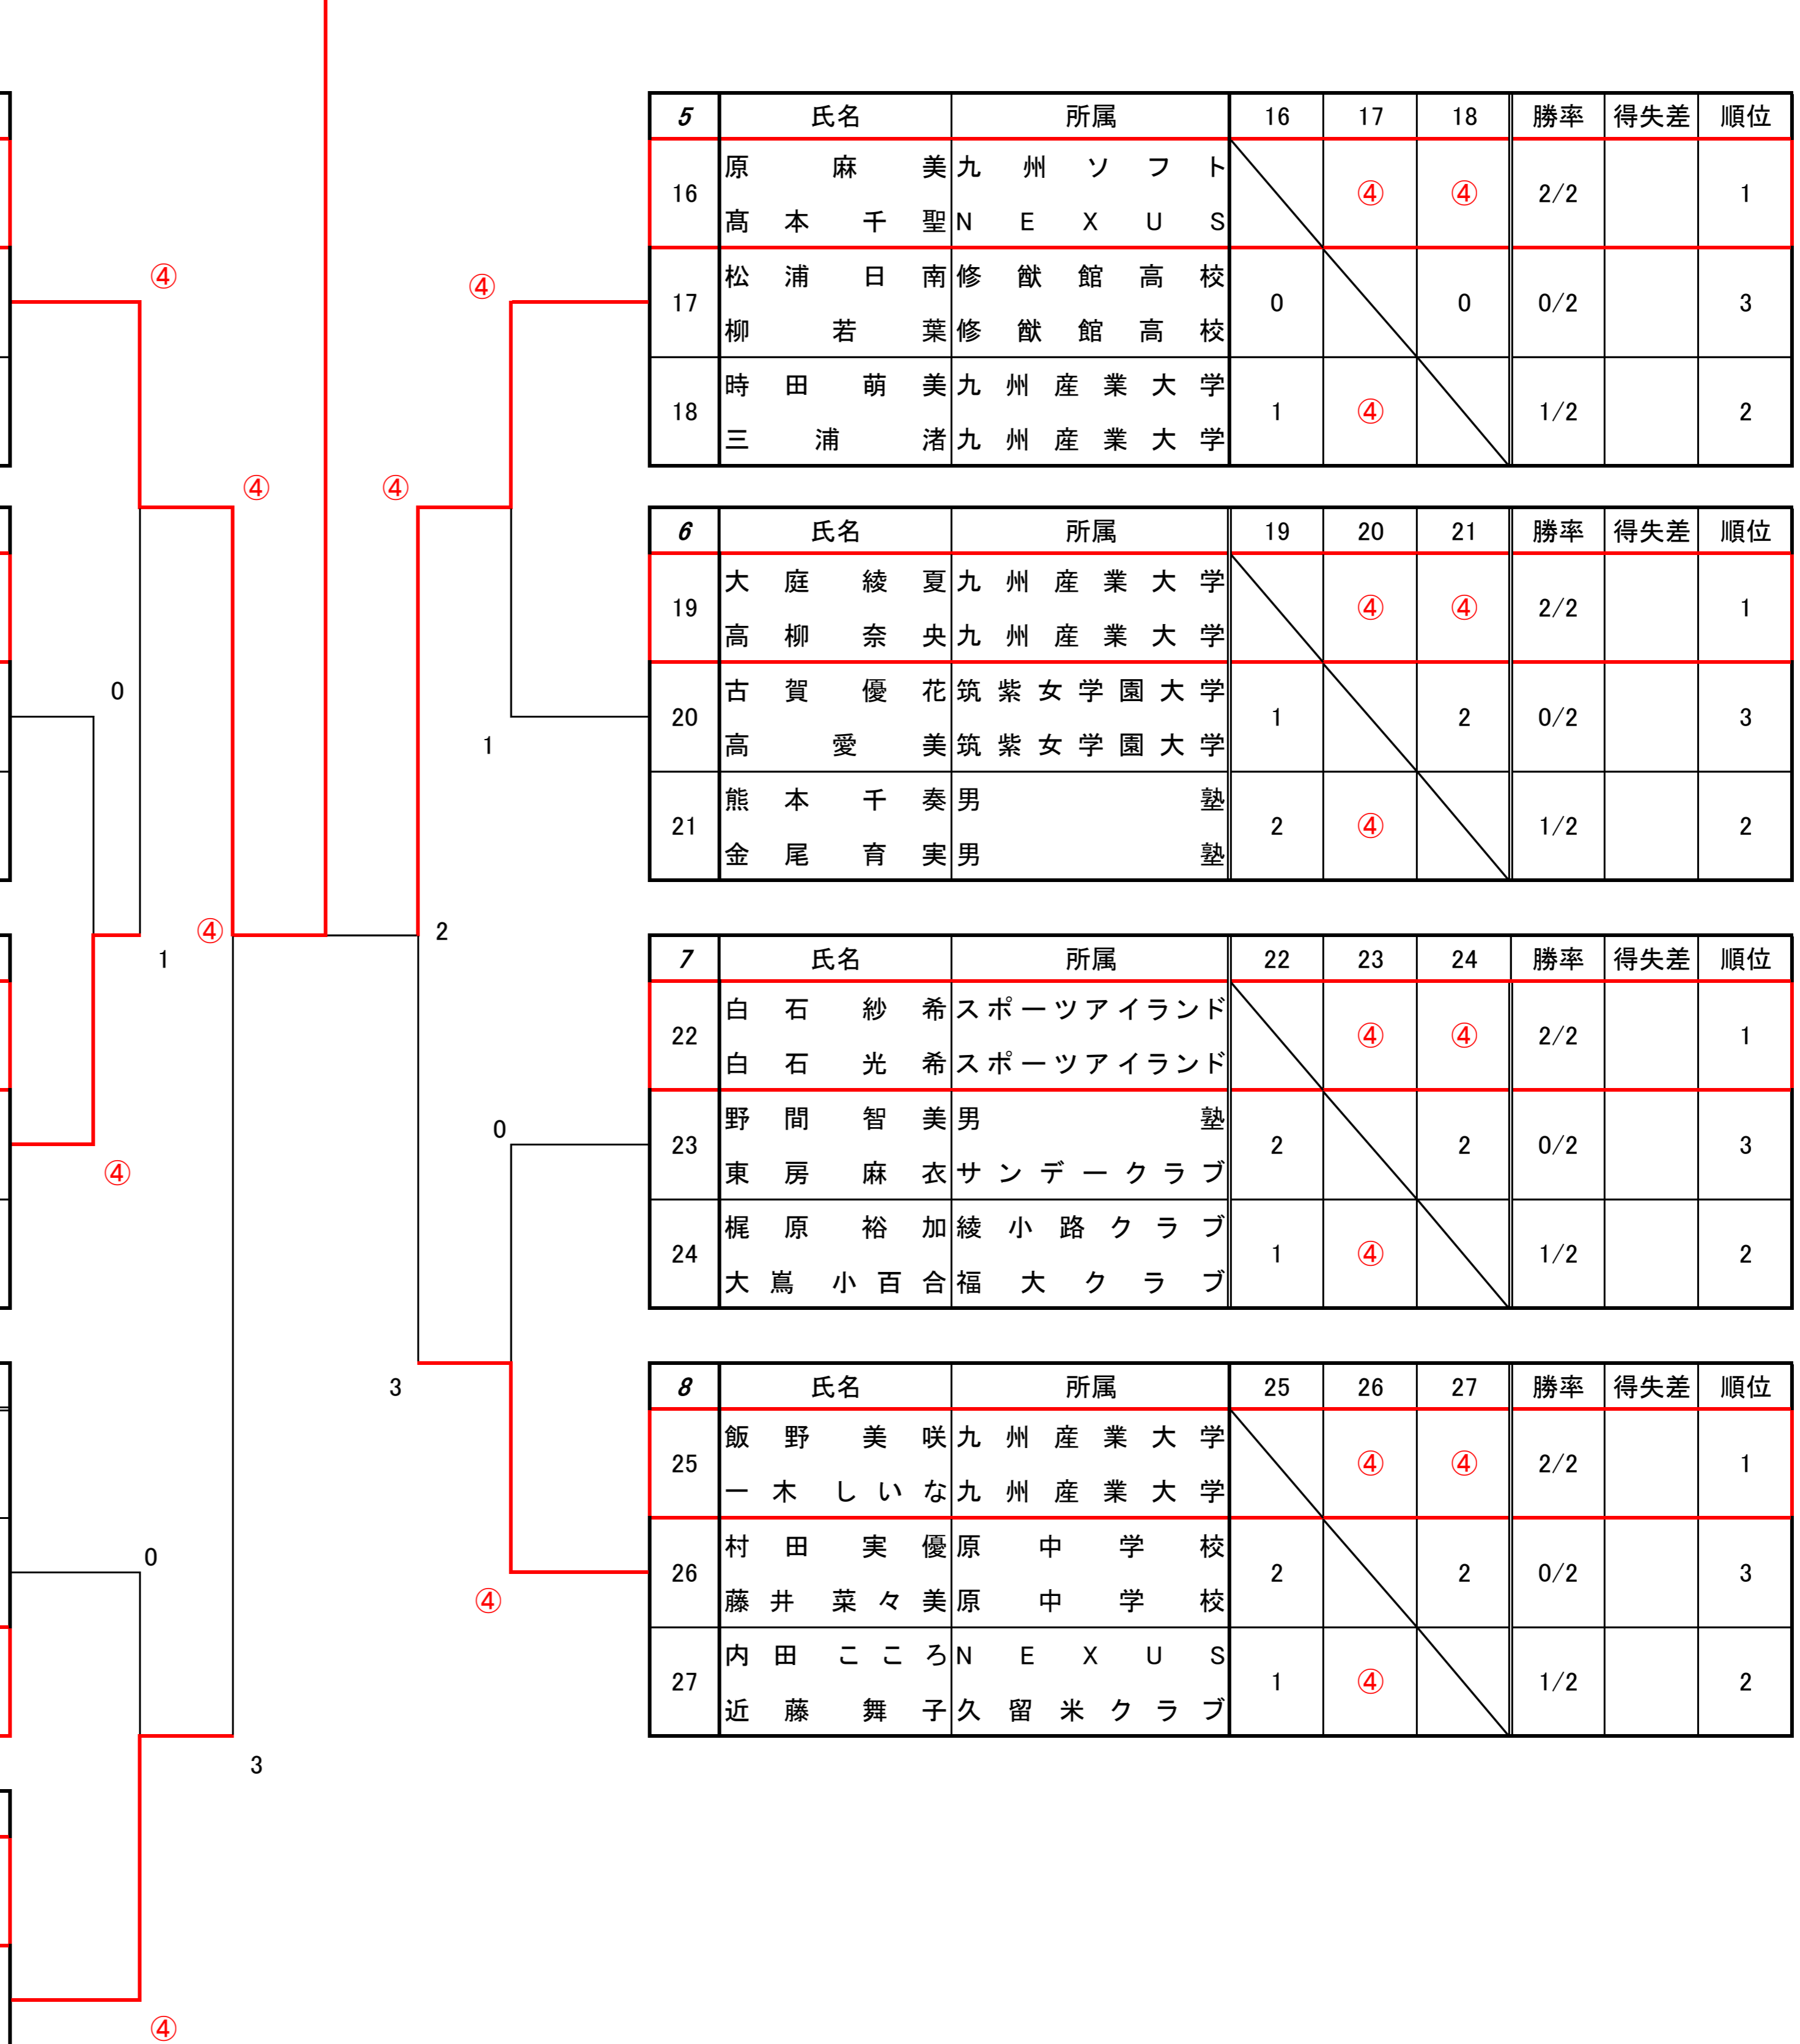 5 氏名 所属 16 17 18 勝率 得失差 順位
16 原麻美 九州ソフト ④ ④ 2/2 1
髙本千聖 NEXUS
④ ④
17 松浦日南 修猷館高校 0 0 0/2 3
柳若葉 修猷館高校
18 時田萌美 九州産業大学 1 ④ 1/2 2
三浦渚 九州産業大学
④ ④
6 氏名 所属 19 20 21 勝率 得失差 順位
19 大庭綾夏 九州産業大学 ④ ④ 2/2 1
高柳奈央 九州産業大学
0
20 古賀優花 筑紫女学園大学 1 2 0/2 3
高愛美 筑紫女学園大学
1
21 熊本千奏 男塾 2 ④ 1/2 2
金尾育実 男塾
④ 2
1
7 氏名 所属 22 23 24 勝率 得失差 順位
22 白石紗希 スポーツアイランド ④ ④ 2/2 1
白石光希 スポーツアイランド
0
23 野間智美 男塾 2 2 0/2 3
東房麻衣 サンデークラブ
④
24 梶原裕加 綾小路クラブ 1 ④ 1/2 2
大嶌小百合 福大クラブ
3
8 氏名 所属 25 26 27 勝率 得失差 順位
25 飯野美咲 九州産業大学 ④ ④ 2/2 1
一木しいな 九州産業大学
0
26 村田実優 原中学校 2 2 0/2 3
藤井菜々美 原中学校
④
27 内田こころ NEXUS 1 ④ 1/2 2
近藤舞子 久留米クラブ
3
④